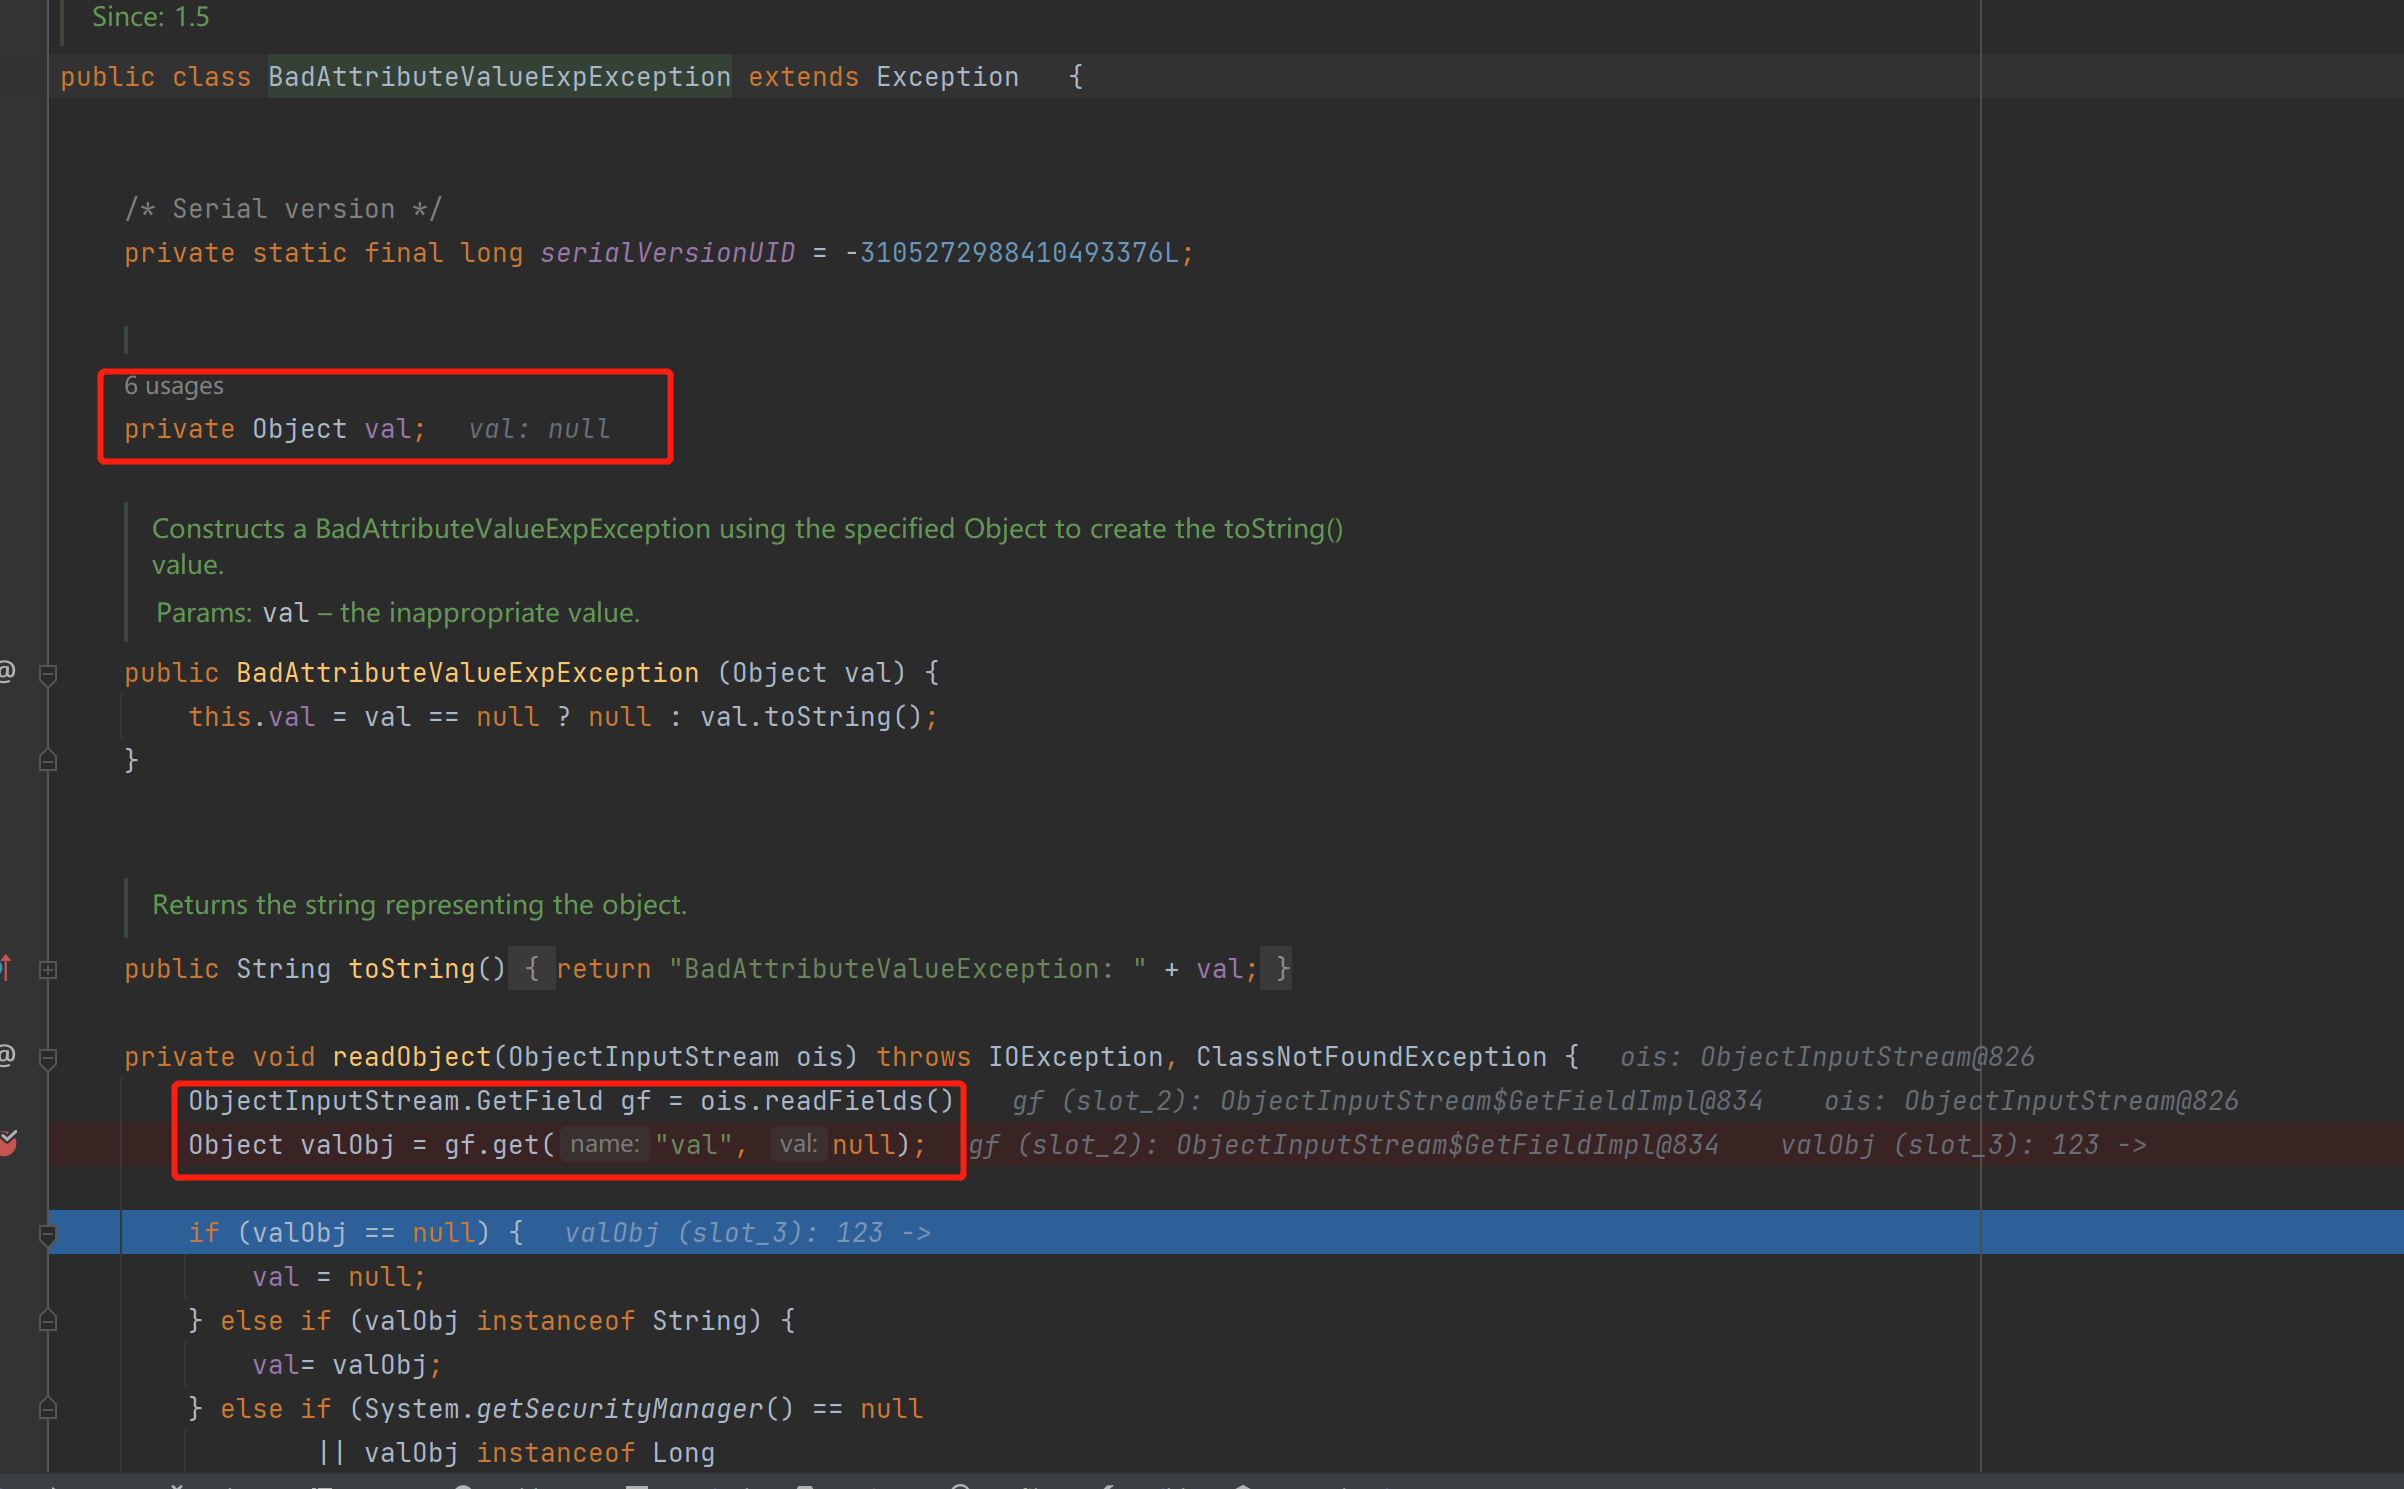 Since: 1.5
public class BadAttributeValueExpException extends Exception   {
/* Serial version */
private static final long serialVersionUID = -3105272988410493376L;
6 usages
private Object val;   val: null
Constructs a BadAttributeValueExpException using the specified Object to create the toString()
value.
Params: val – the inappropriate value.
@
public BadAttributeValueExpException (Object val) {
this.val = val == null ? null : val.toString();
}
Returns the string representing the object.
public String toString() { return "BadAttributeValueException: " + val; }
@
private void readObject(ObjectInputStream ois) throws IOException, ClassNotFoundException {   ois: ObjectInputStream@826
ObjectInputStream.GetField gf = ois.readFields()   gf (slot_2): ObjectInputStream$GetFieldImpl@834   ois: ObjectInputStream@826
Object valObj = gf.get( name: "val", val: null);   gf (slot_2): ObjectInputStream$GetFieldImpl@834   valObj (slot_3): 123 ->
if (valObj == null) {   valObj (slot_3): 123 ->
val = null;
} else if (valObj instanceof String) {
val= valObj;
} else if (System.getSecurityManager() == null
|| valObj instanceof Long